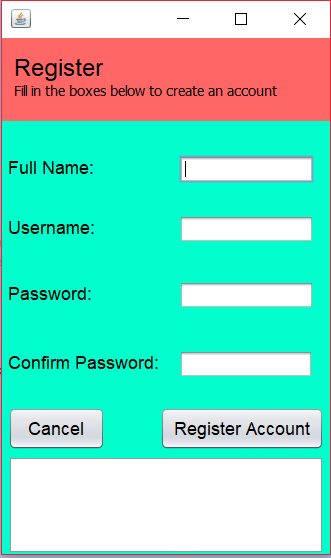 Register
Fill in the boxes below to create an account
Full Name:
Username:
Password:
Confirm Password:
Cancel Register Account